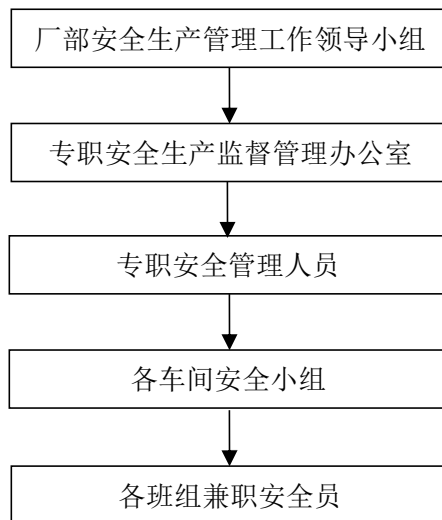 厂部安全生产管理工作领导小组
专职安全生产监督管理办公室
专职安全管理人员
各车间安全小组
各班组兼职安全员